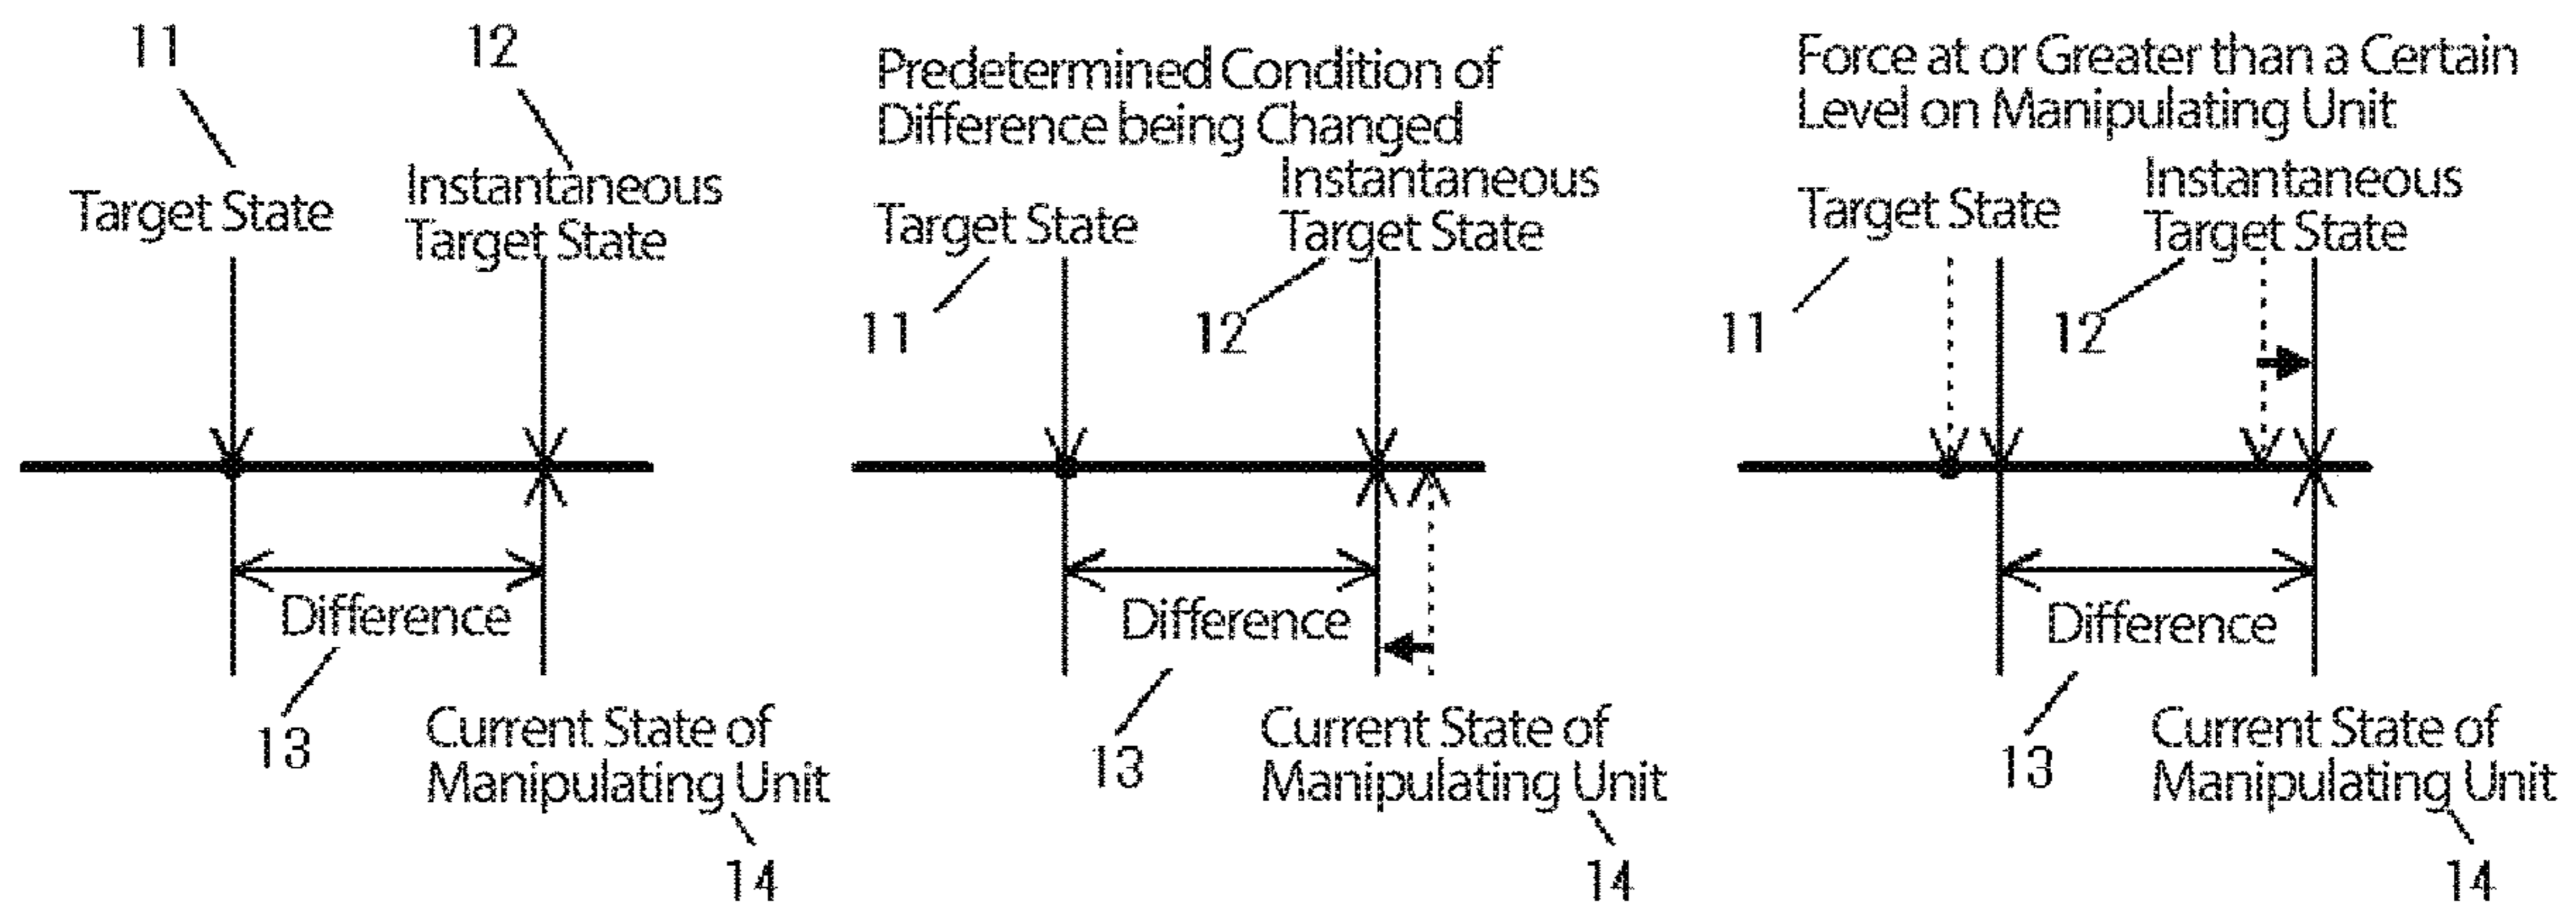 11
12
Target State
Instantaneous
Target State
Difference
13
Current State of
Manipulating Unit
14
Predetermined Condition of
Difference being Changed
Instantaneous
Target State
Target State
11
12
Difference
13
Current State of
Manipulating Unit
14
Force at or Greater than a Certain
Level on Manipulating Unit
Target State
Instantaneous
Target State
11
12
Difference
13
Current State of
Manipulating Unit
14